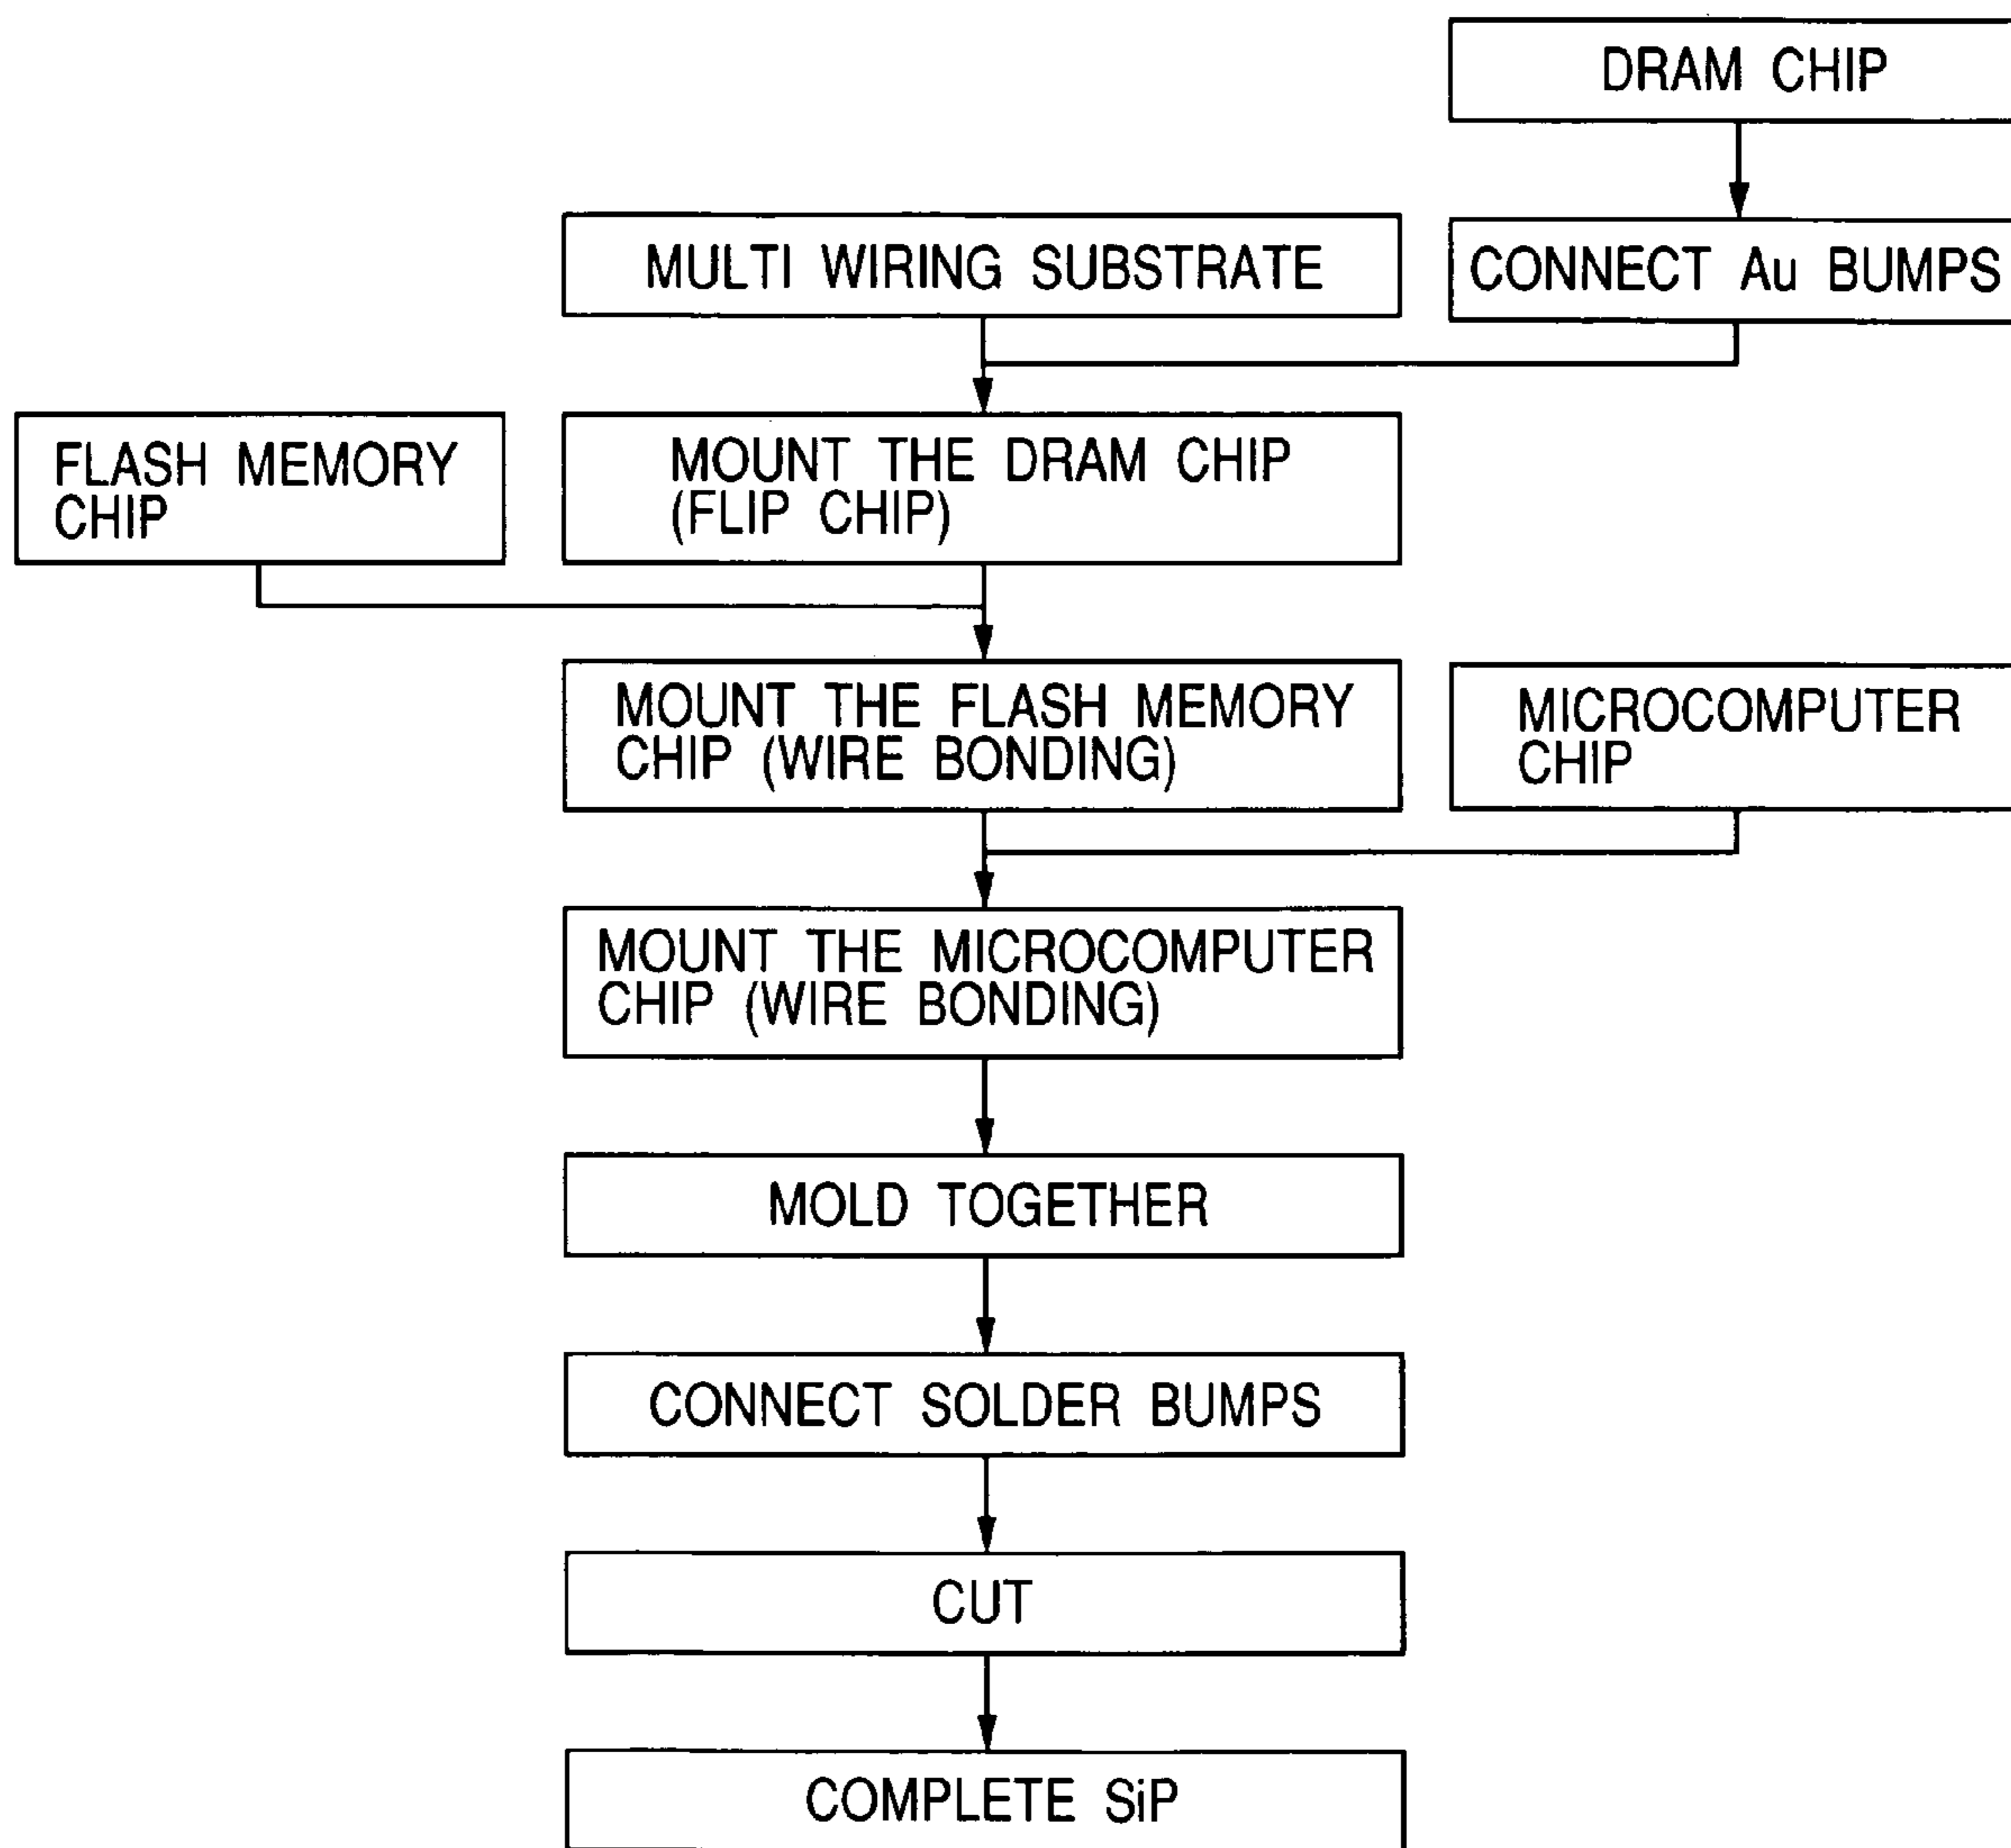 DRAM CHIP
MULTI WIRING SUBSTRATE
CONNECT Au BUMPS
FLASH MEMORY
CHIP
MOUNT THE DRAM CHIP
(FLIP CHIP)
MOUNT THE FLASH MEMORY
CHIP (WIRE BONDING)
MICROCOMPUTER
CHIP
MOUNT THE MICROCOMPUTER
CHIP (WIRE BONDING)
MOLD TOGETHER
CONNECT SOLDER BUMPS
CUT
COMPLETE SiP